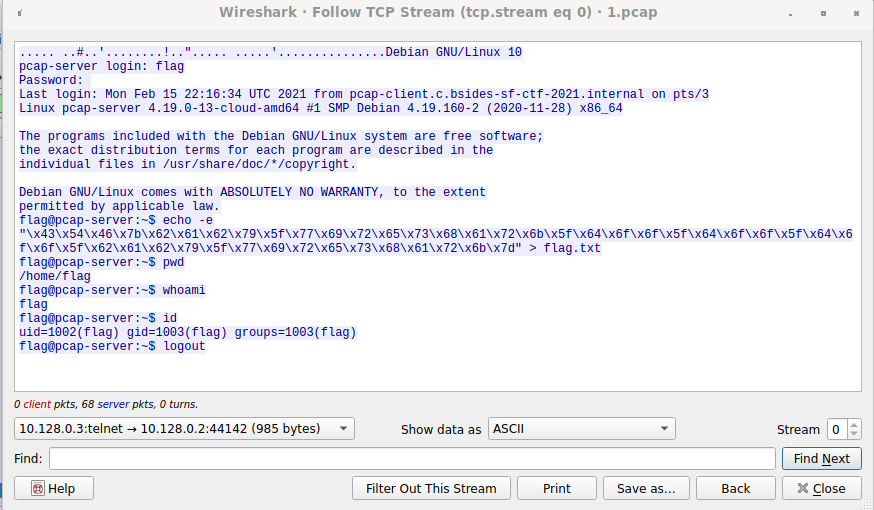 Wireshark · Follow TCP Stream (tcp.stream eq 0) · 1.pcap
..... ..#..'........!.."..... .....'...............Debian GNU/Linux 10
pcap-server login: flag
Password:
Last login: Mon Feb 15 22:16:34 UTC 2021 from pcap-client.c.bsides-sf-ctf-2021.internal on pts/3
Linux pcap-server 4.19.0-13-cloud-amd64 #1 SMP Debian 4.19.160-2 (2020-11-28) x86_64
The programs included with the Debian GNU/Linux system are free software;
the exact distribution terms for each program are described in the
individual files in /usr/share/doc/*/copyright.
Debian GNU/Linux comes with ABSOLUTELY NO WARRANTY, to the extent
permitted by applicable law.
flag@pcap-server:~$ echo -e
"\x43\x54\x46\x7b\x62\x61\x62\x79\x5f\x77\x69\x72\x65\x73\x68\x61\x72\x6b\x5f\x64\x6f\x6f\x5f\x64\x6f\x6f\x5f\x64\x6
f\x6f\x5f\x62\x61\x62\x79\x5f\x77\x69\x72\x65\x73\x68\x61\x72\x6b\x7d" > flag.txt
flag@pcap-server:~$ pwd
/home/flag
flag@pcap-server:~$ whoami
flag
flag@pcap-server:~$ id
uid=1002(flag) gid=1003(flag) groups=1003(flag)
flag@pcap-server:~$ logout
0 client pkts, 68 server pkts, 0 turns.
10.128.0.3:telnet → 10.128.0.2:44142 (985 bytes) Show data as ASCII Stream 0
Find: Find Next
Help Filter Out This Stream Print Save as... Back Close